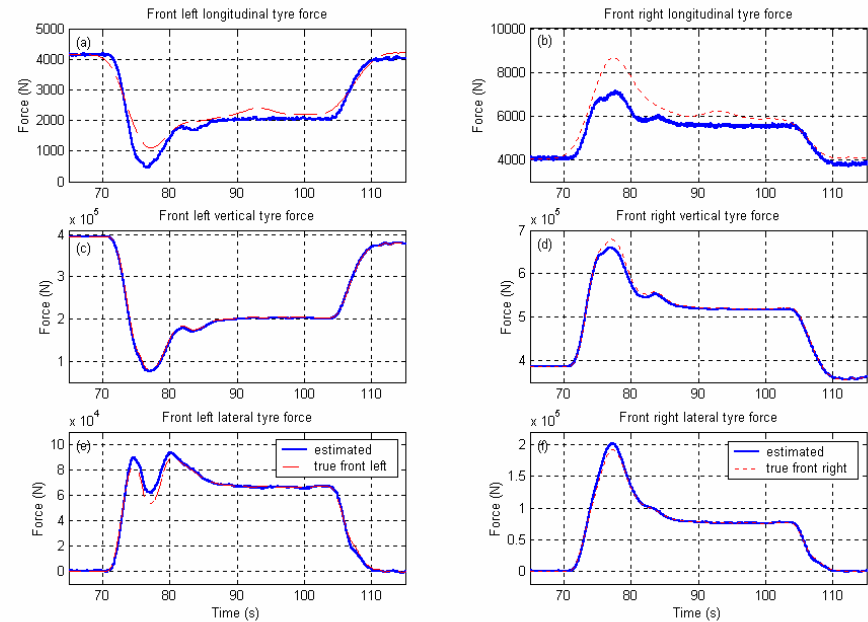 Front left longitudinal tyre force
5000
4000
3000
2000
1000
0
Force (N)
(a)
70 80 90 100 110
Front right longitudinal tyre force
10000
8000
6000
4000
Force (N)
(b)
70 80 90 100 110
Front left vertical tyre force
x 10^5
4
3
2
1
Force (N)
(c)
70 80 90 100 110
Front right vertical tyre force
x 10^5
7
6
5
4
Force (N)
(d)
70 80 90 100 110
Front left lateral tyre force
x 10^4
10
8
6
4
2
0
Force (N)
(e)
estimated
true front left
70 80 90 100 110
Time (s)
Front right lateral tyre force
x 10^5
2
1.5
1
0.5
0
Force (N)
(f)
estimated
true front right
70 80 90 100 110
Time (s)